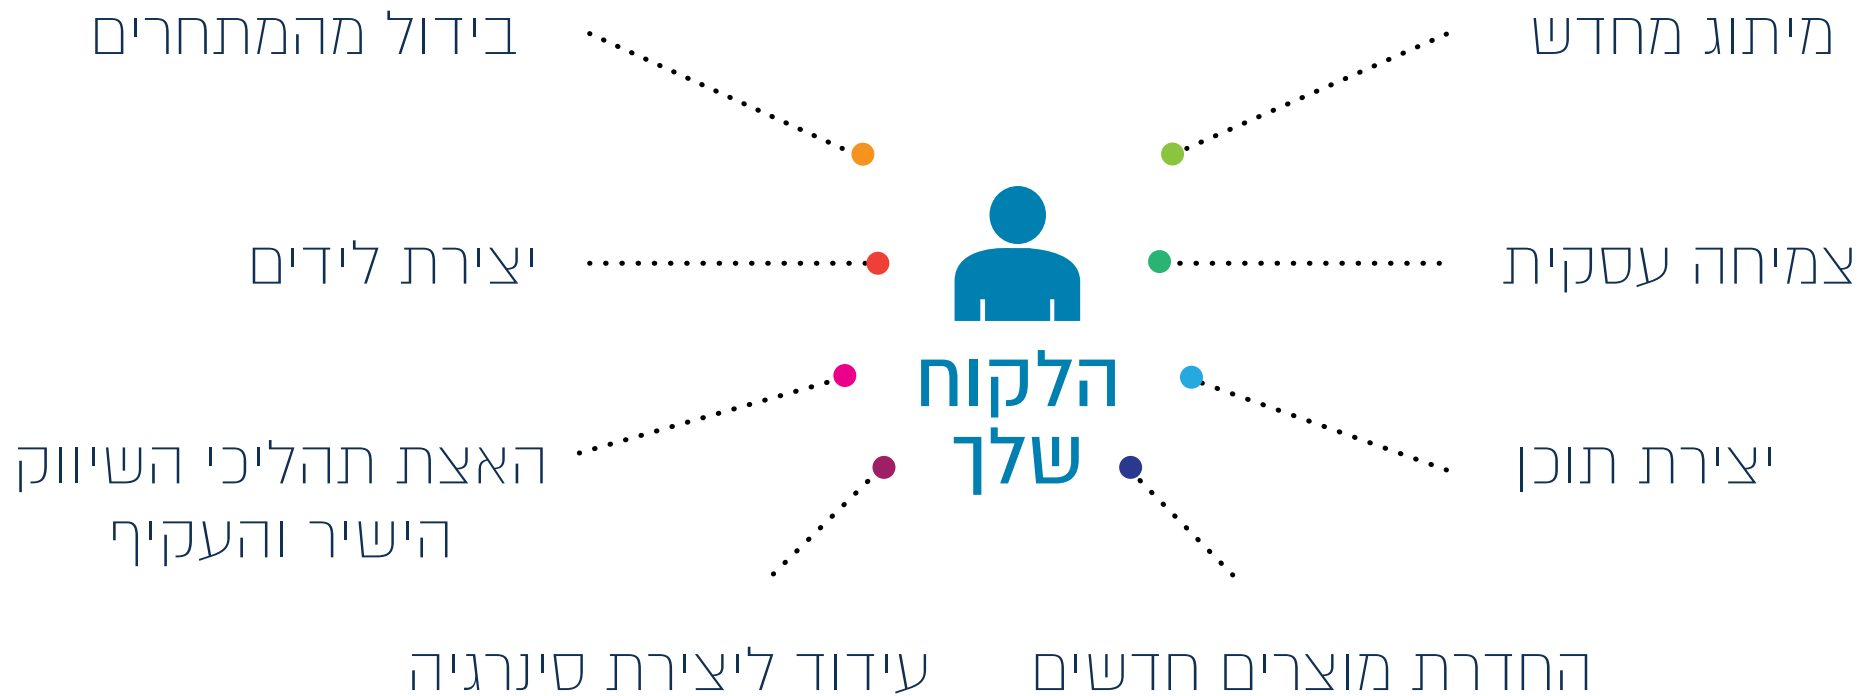 מיתוג מחדש
בידול מהמתחרים
צמיחה עסקית
יצירת לידים
הלקוח
שלך
יצירת תוכן
האצת תהליכי השיווק
הישיר והעקיף
החדרת מוצרים חדשים
עידוד ליצירת סינרגיה